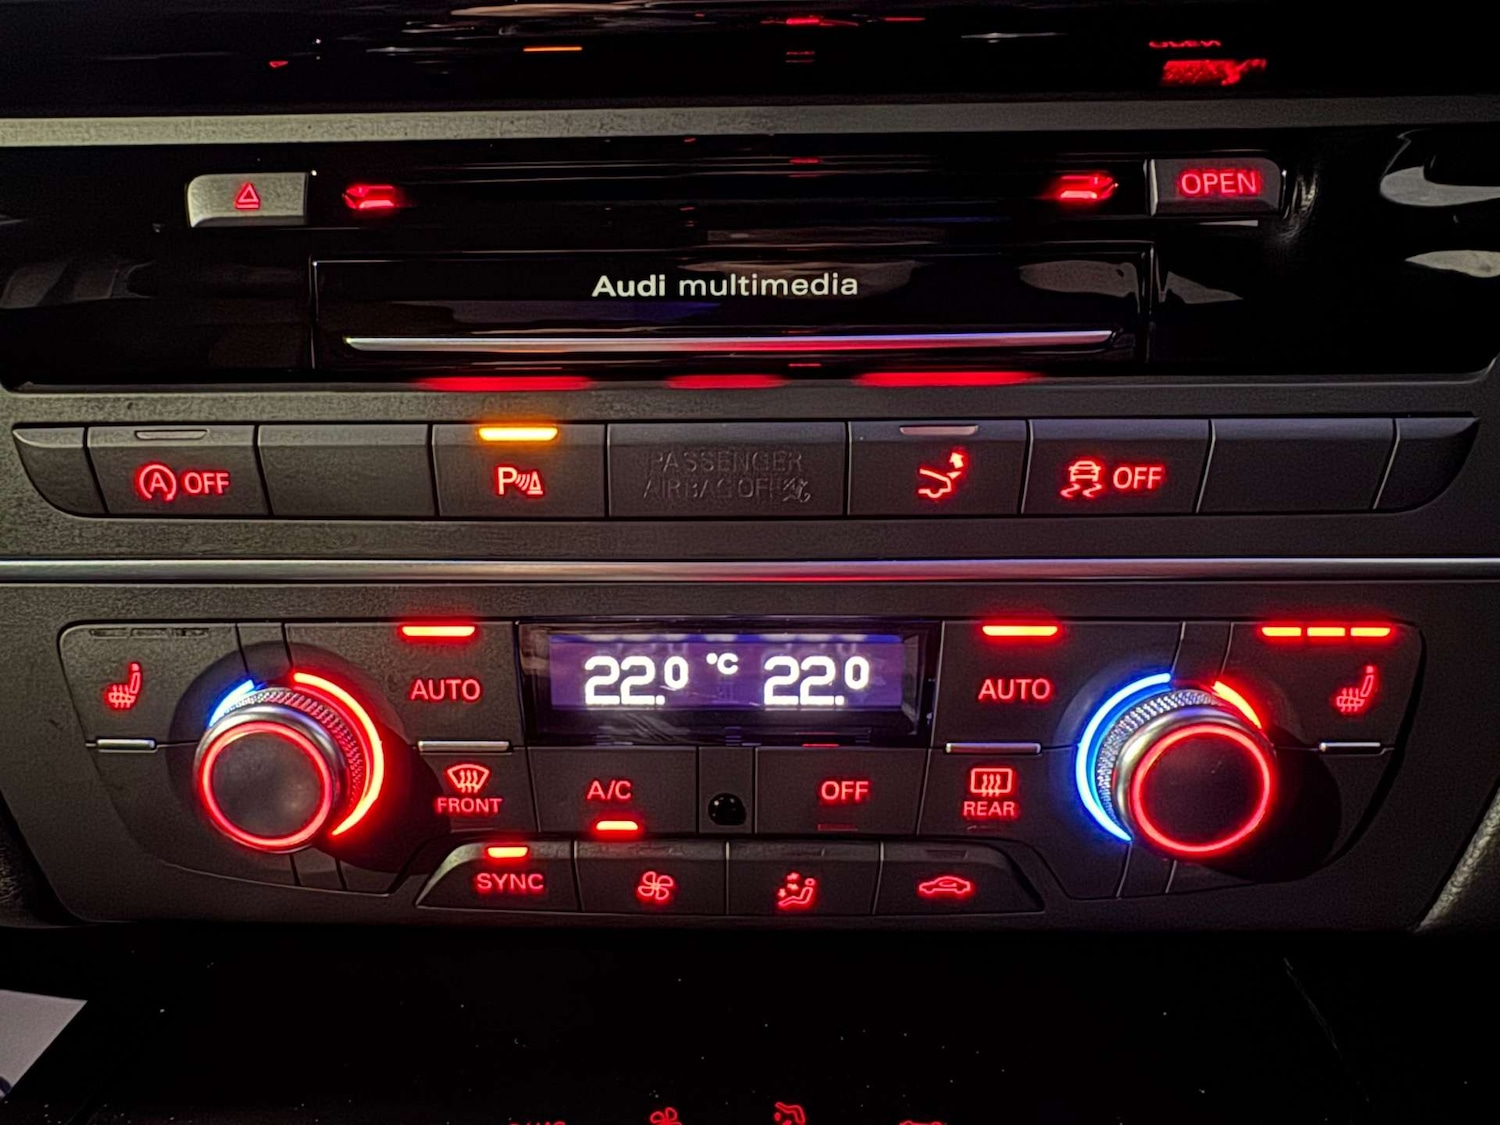 OPEN
Audi multimedia
A OFF
P
PASSENGER
AIRBAG OFF
OFF
AUTO
22.0 °C 22.0
AUTO
FRONT
A/C
OFF
REAR
SYNC